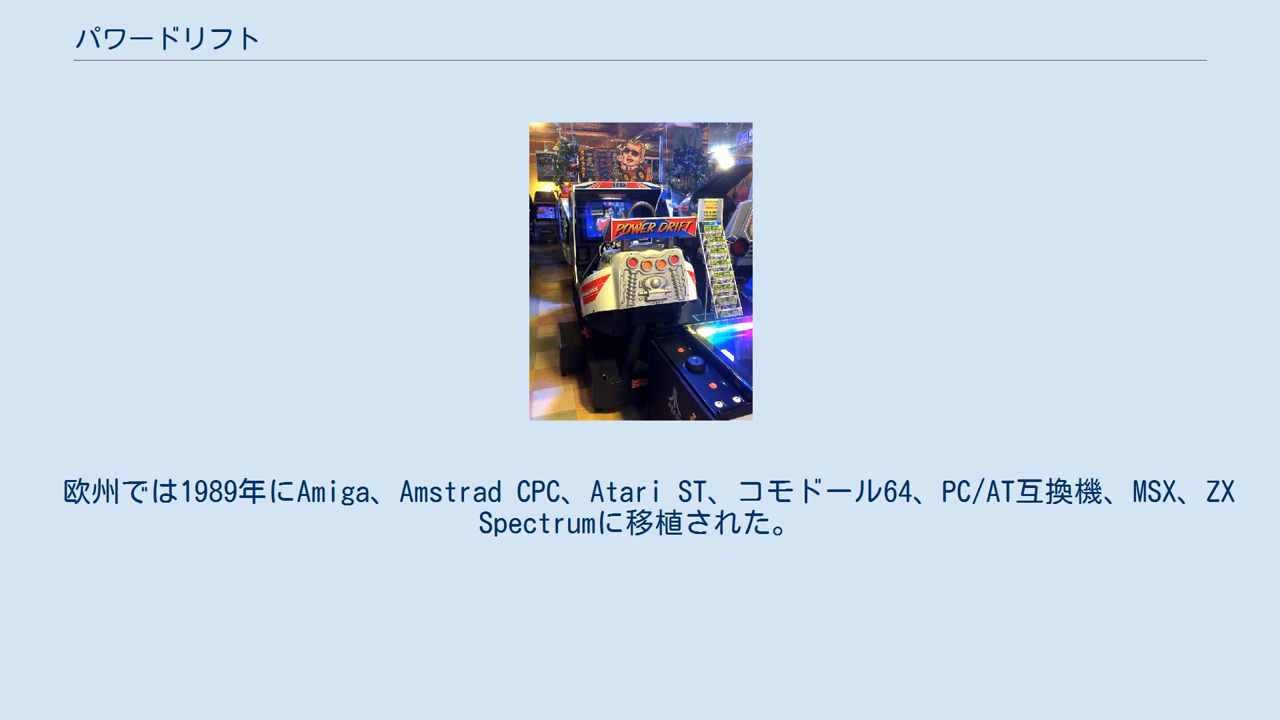 パワードリフト
POWER DRIFT
欧州では1989年にAmiga、Amstrad CPC、Atari ST、コモドール64、PC/AT互換機、MSX、ZX
Spectrumに移植された。